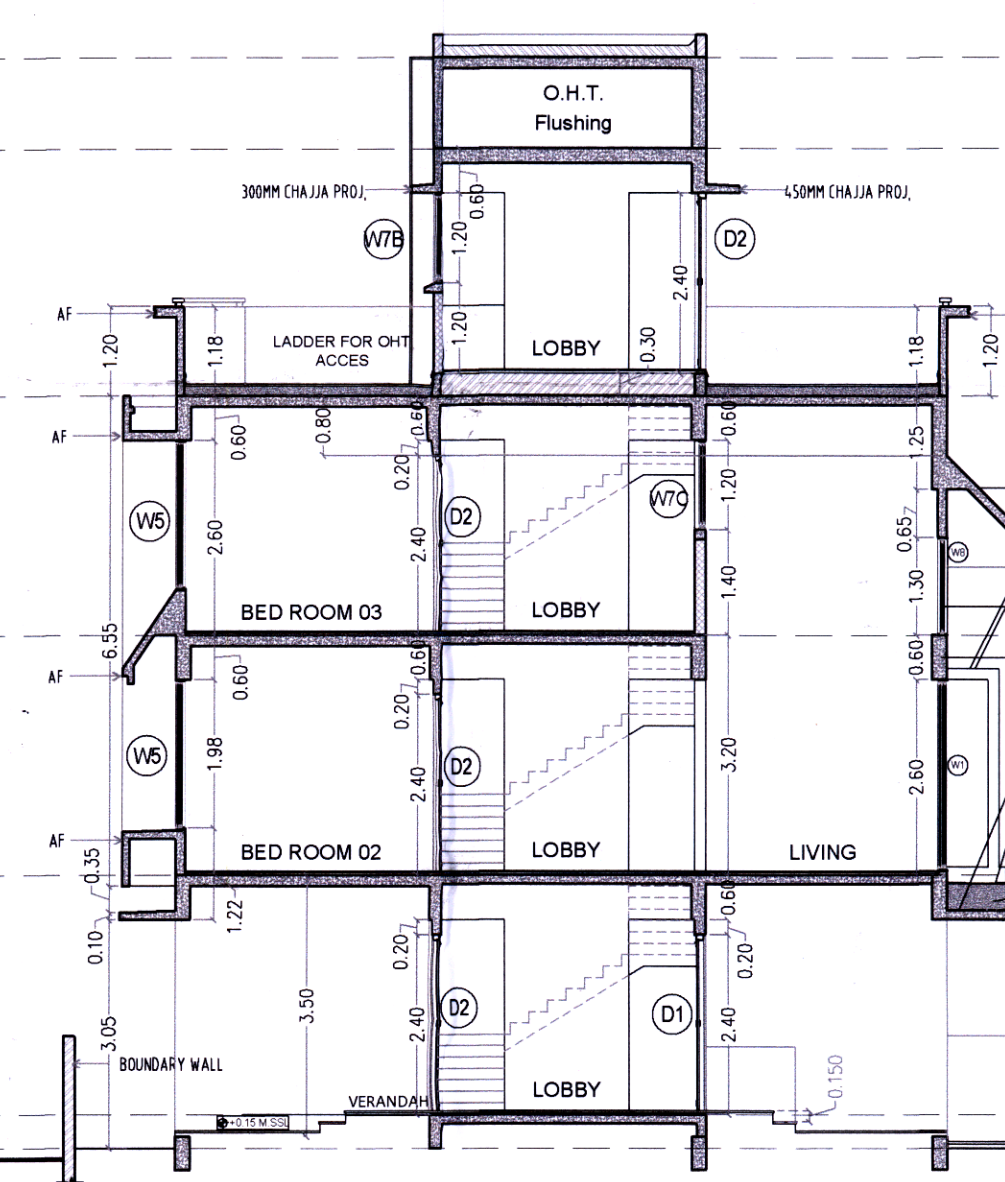 O.H.T.
Flushing
300MM CHAJJA PROJ.
0.60
450MM CHAJJA PROJ.
W7B
1.20
D2
2.40
AF
1.20
1.18
LADDER FOR OHT
ACCES
1.20
LOBBY
0.30
1.18
1.20
AF
0.60
0.80
0.60
0.20
0.60
1.25
W5
2.60
D2
2.40
W7C
1.20
0.65
W8
1.40
1.30
BED ROOM 03
LOBBY
6.55
AF
0.60
0.60
0.20
0.60
W5
1.98
D2
2.40
3.20
2.60
W1
AF
0.35
BED ROOM 02
LOBBY
LIVING
1.22
0.60
0.10
0.20
0.20
3.05
3.50
D2
2.40
D1
2.40
BOUNDARY WALL
LOBBY
0.150
VERANDAH
+0.15 M SSL